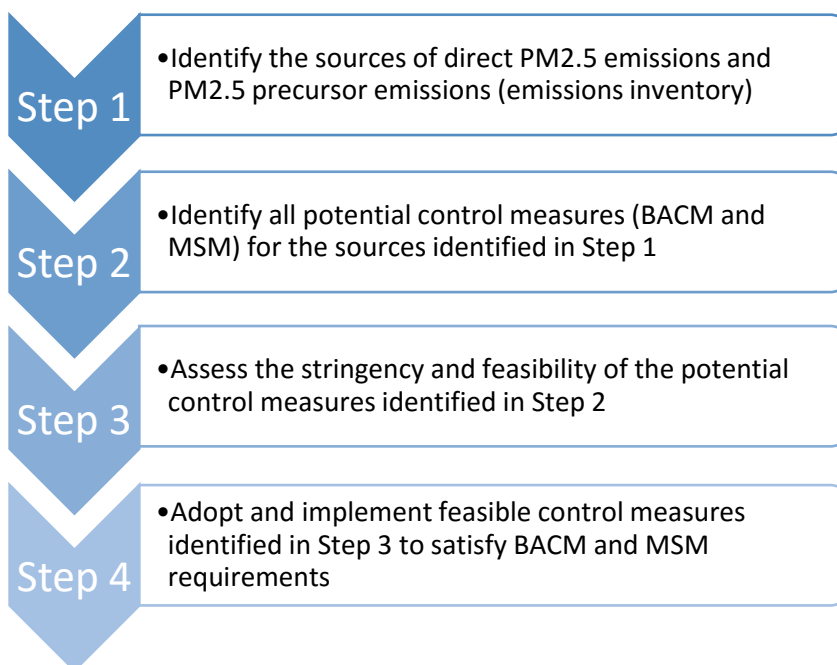 Step 1
•Identify the sources of direct PM2.5 emissions and
PM2.5 precursor emissions (emissions inventory)
Step 2
•Identify all potential control measures (BACM and
MSM) for the sources identified in Step 1
Step 3
•Assess the stringency and feasibility of the potential
control measures identified in Step 2
Step 4
•Adopt and implement feasible control measures
identified in Step 3 to satisfy BACM and MSM
requirements